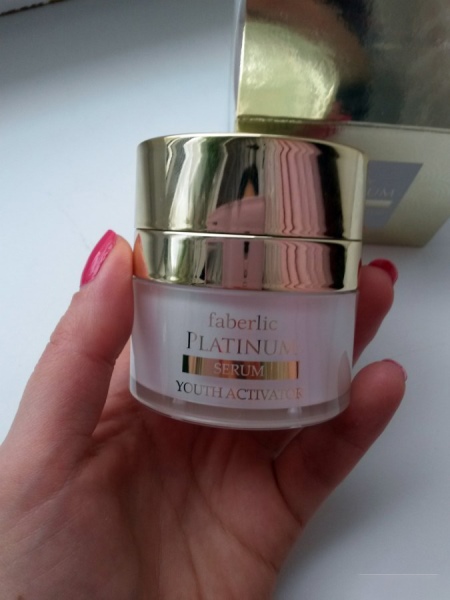 faberlic
PLATINUM
SERUM
YOUTH ACTIVATOR